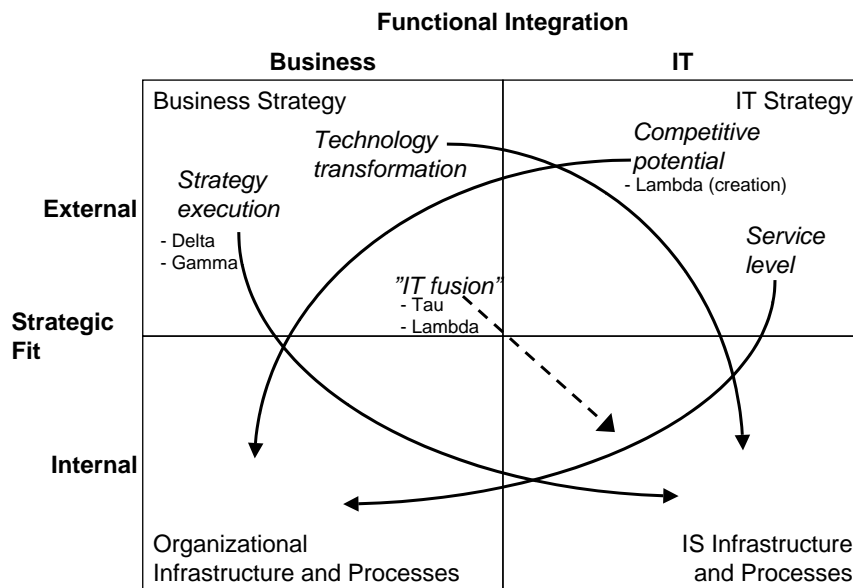 Functional Integration
Business
IT
Business Strategy
IT Strategy
Technology
transformation
Competitive
potential
- Lambda (creation)
Strategy
execution
- Delta
- Gamma
External
Service
level
”IT fusion”
- Tau
- Lambda
Strategic
Fit
Internal
Organizational
Infrastructure and Processes
IS Infrastructure
and Processes